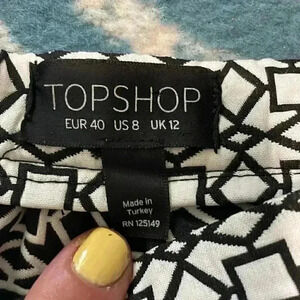 TOPSHOP
EUR 40 US 8 UK 12
Made in
Turkey
RN 125149